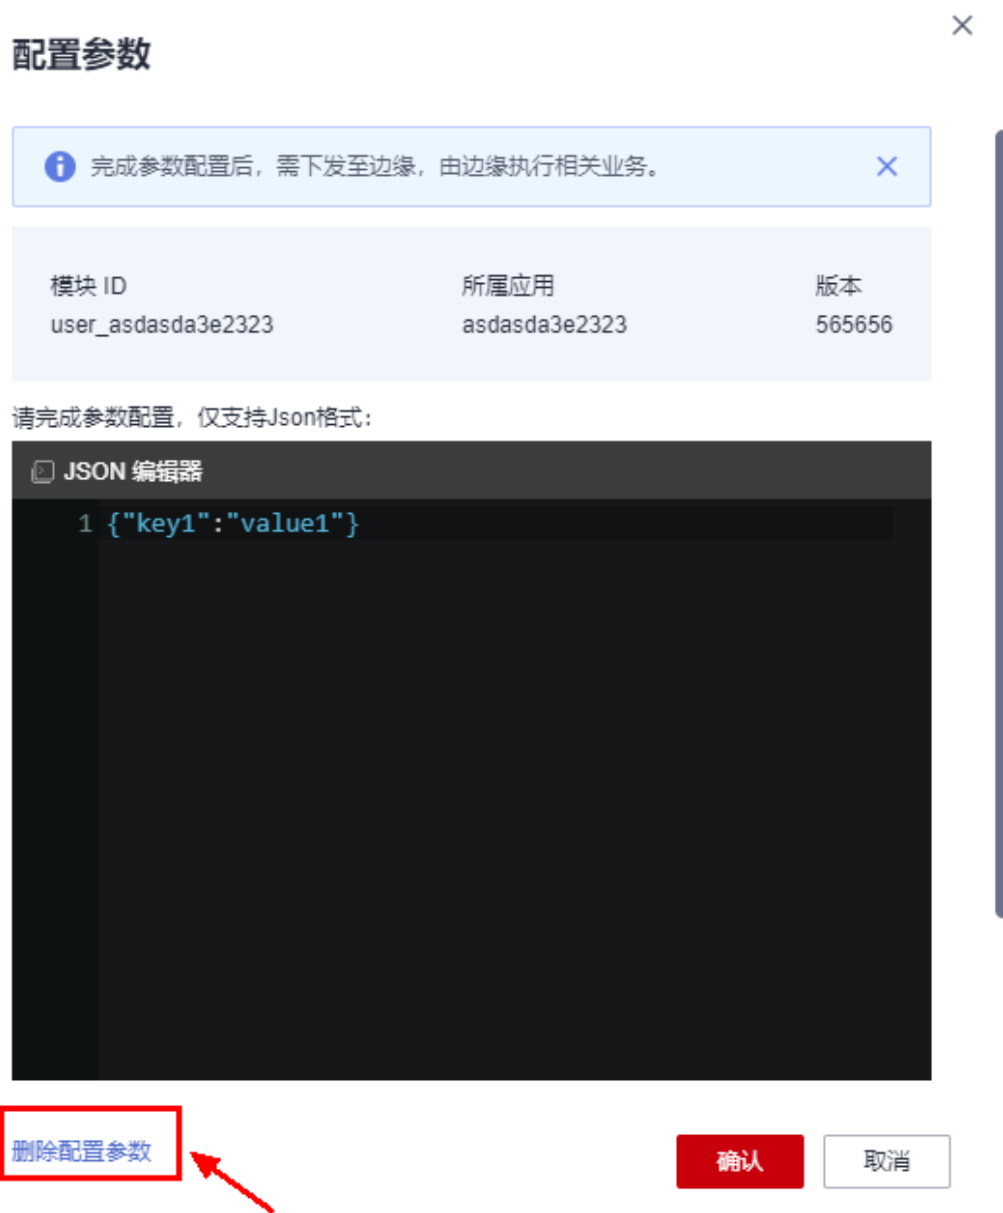 配置参数
完成参数配置后，需下发至边缘，由边缘执行相关业务。
模块 ID 所属应用 版本
user_asdasda3e2323 asdasda3e2323 565656
请完成参数配置，仅支持Json格式：
JSON 编辑器
1 {"key1":"value1"}
删除配置参数 确认 取消